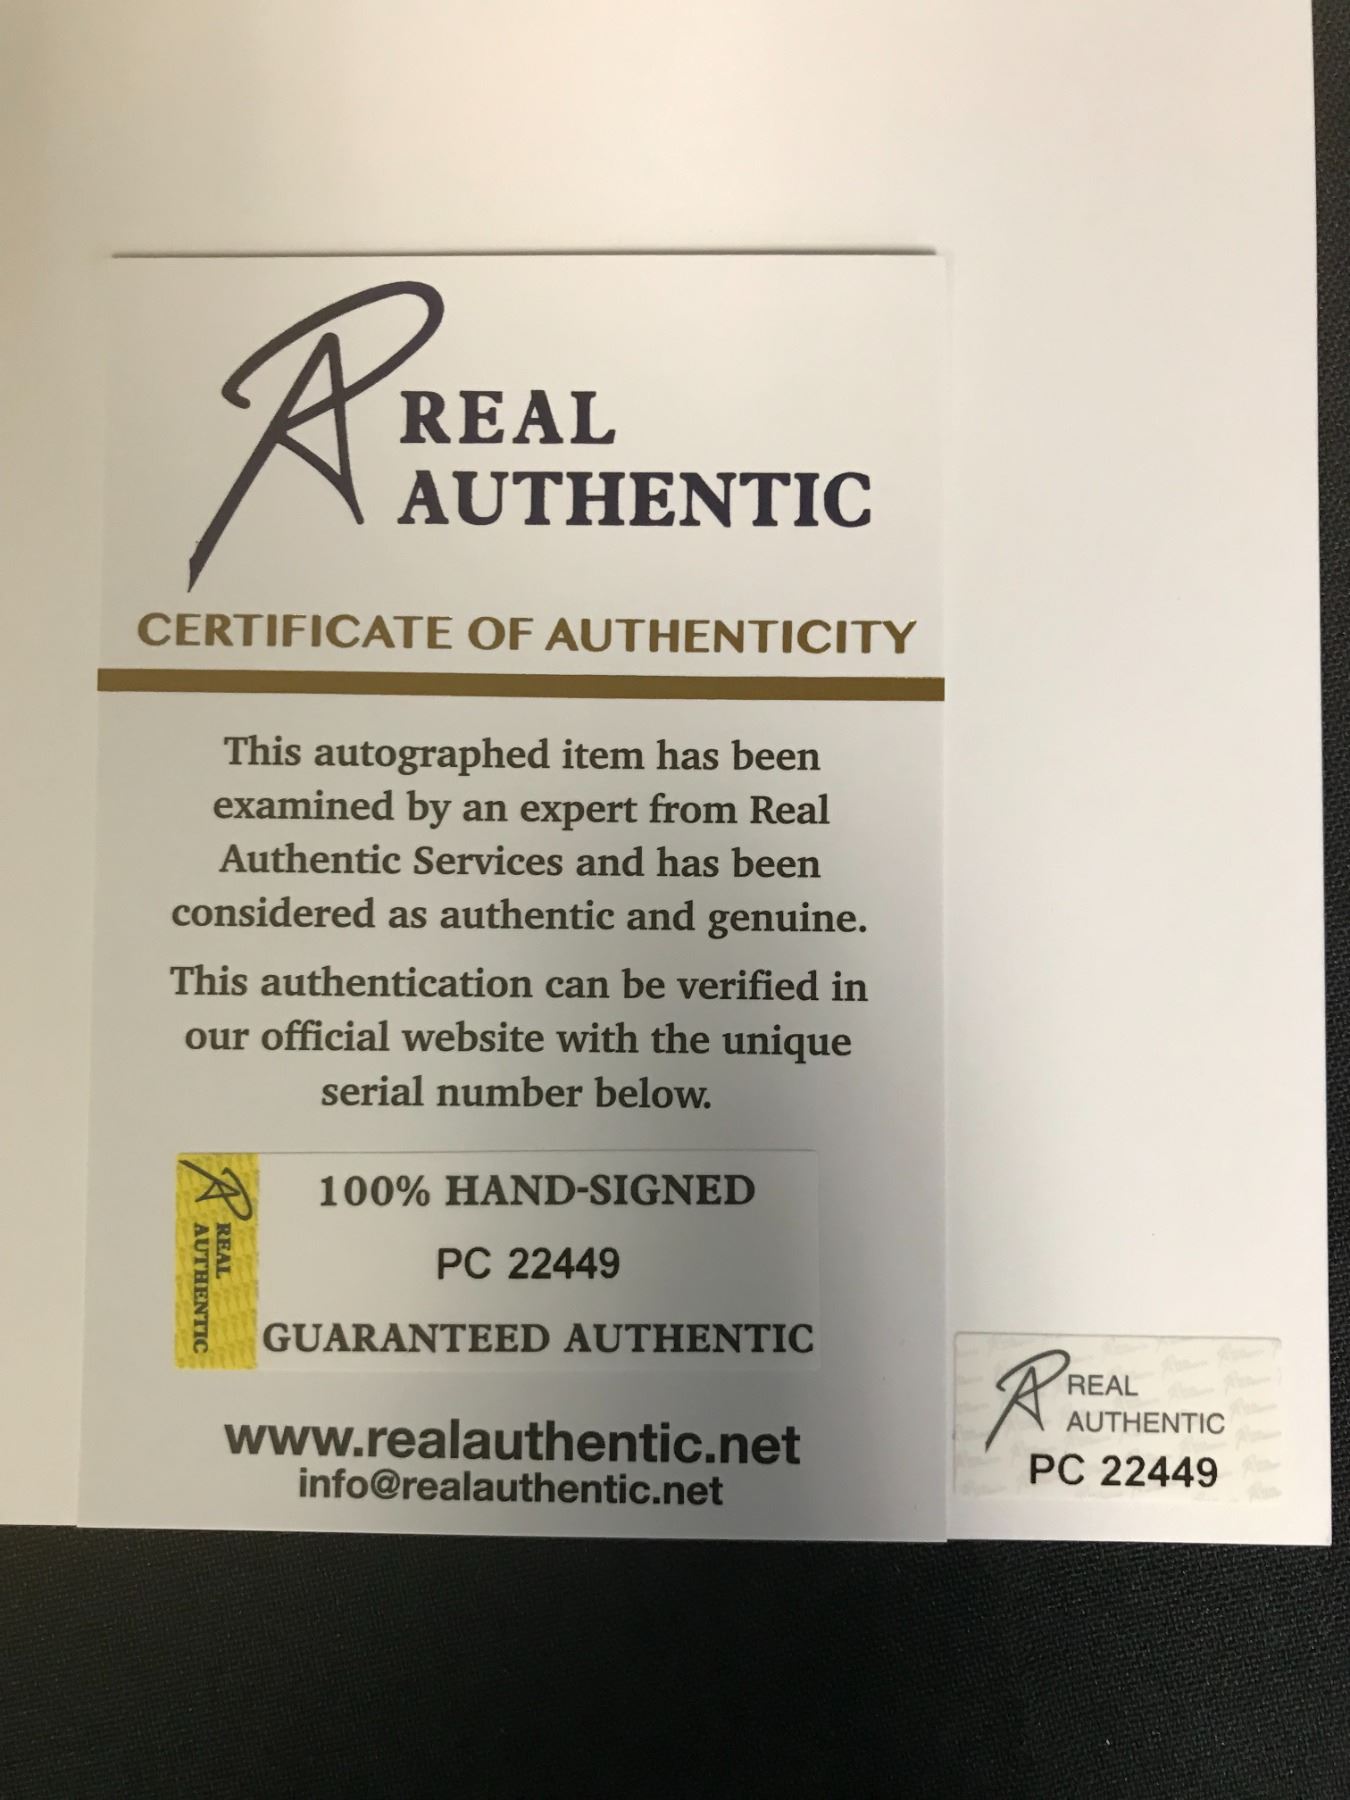 REAL
AUTHENTIC
CERTIFICATE OF AUTHENTICITY
This autographed item has been
examined by an expert from Real
Authentic Services and has been
considered as authentic and genuine.
This authentication can be verified in
our official website with the unique
serial number below.
REAL
AUTHENTIC
100% HAND-SIGNED
PC 22449
GUARANTEED AUTHENTIC
www.realauthentic.net
info@realauthentic.net
REAL
AUTHENTIC
PC 22449